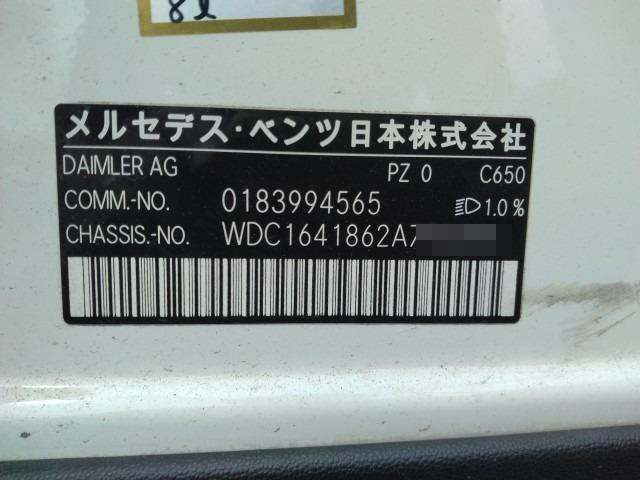 8ℓ
メルセデス・ベンツ日本株式会社
DAIMLER AG PZ 0 C650
COMM.-NO. 0183994565 1.0%
CHASSIS.-NO. WDC1641862A7